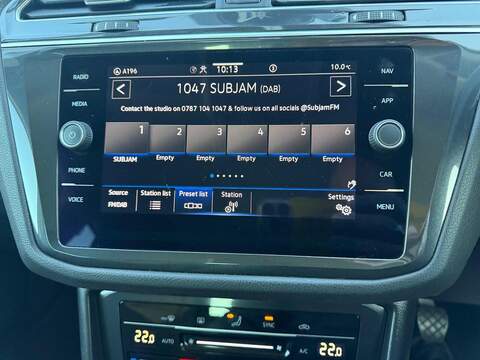 A196 10:13 10.0°C
RADIO < 1047 SUBJAM (DAB) > NAV
MEDIA Contact the studio on 0787 104 1047 & follow us on all socials @SubjamFM APP
1 2 3 4 5 6
SUBJAM Empty Empty Empty Empty Empty
PHONE CAR
Source Station list Preset list Station Settings
FM/DAB
VOICE MENU
SYNC
22.0 AUTO A/C 22.0